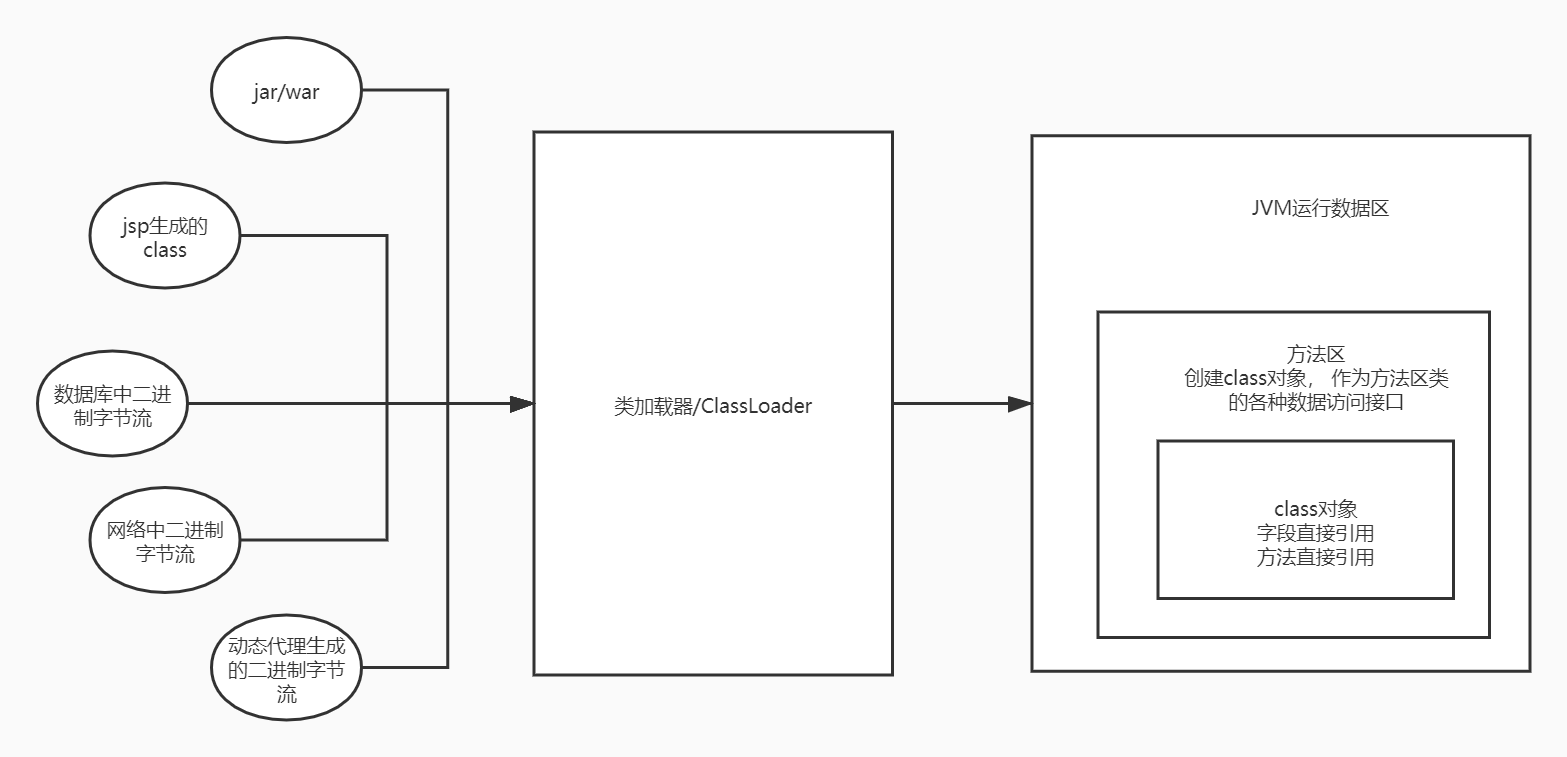 jar/war
jsp生成的
class
数据库中二进
制字节流
网络中二进制
字节流
动态代理生成
的二进制字节
流
类加载器/ClassLoader
JVM运行数据区
方法区
创建class对象， 作为方法区类
的各种数据访问接口
class对象
字段直接引用
方法直接引用